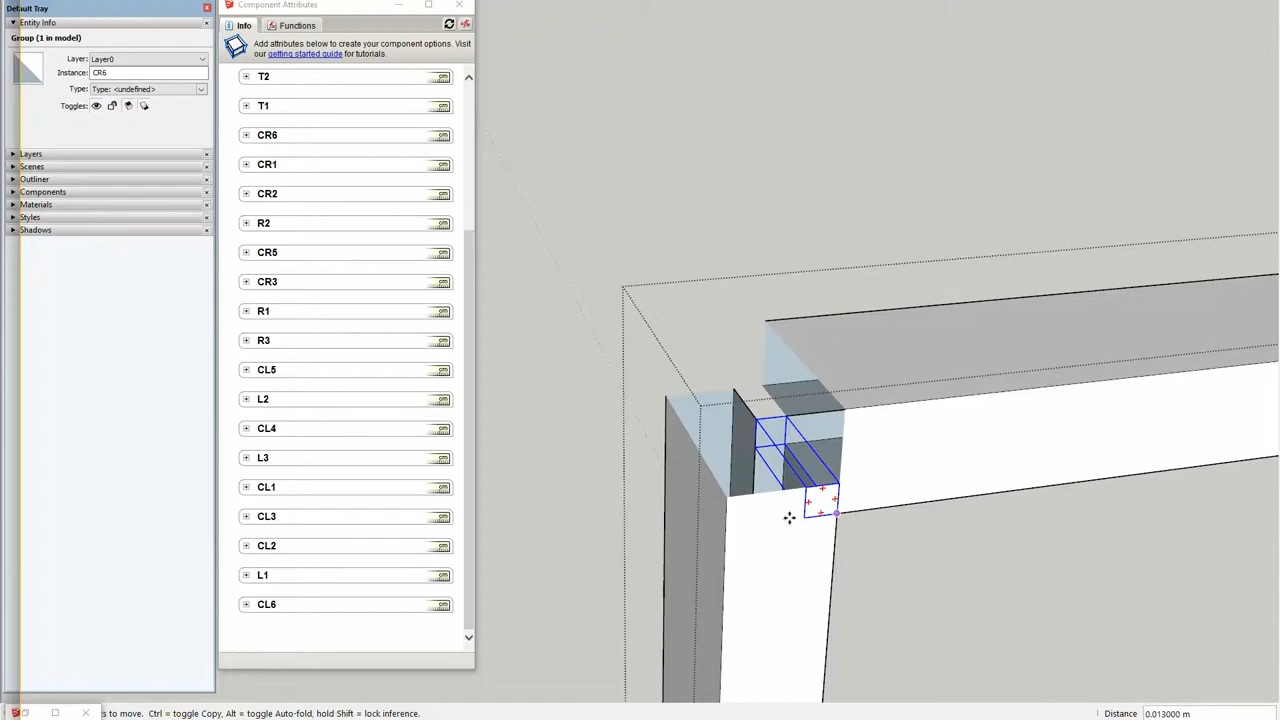 Default Tray
Entity Info
Group (1 in model)
Layer: Layer0
Instance: CR6
Type: Type: <undefined>
Toggles:
Layers
Scenes
Outliner
Components
Materials
Styles
Shadows
Component Attributes
Info
Functions
Add attributes below to create your component options. Visit
our getting started guide for tutorials.
T2
T1
CR6
CR1
CR2
R2
CR5
CR3
R1
R3
CL5
L2
CL4
L3
CL1
CL3
CL2
L1
CL6
ts to move. Ctrl = toggle Copy, Alt = toggle Auto-fold, hold Shift = lock inference.
Distance 0.013000 m